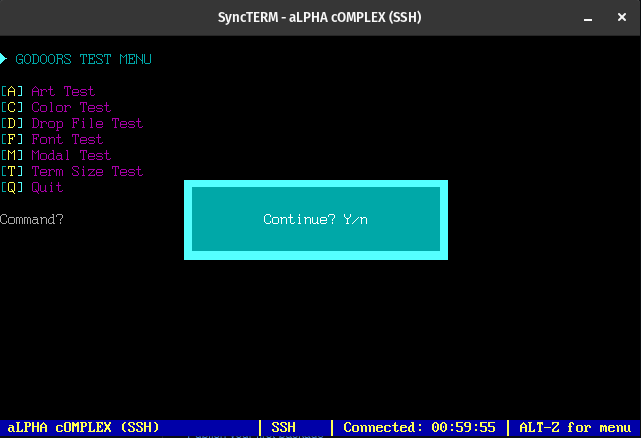 SyncTERM - aLPHA cOMPLEX (SSH)
GODOORS TEST MENU
[A] Art Test
[C] Color Test
[D] Drop File Test
[F] Font Test
[M] Modal Test
[T] Term Size Test
[Q] Quit
Command?
Continue? Y/n
aLPHA cOMPLEX (SSH) | SSH | Connected: 00:59:55 | ALT-Z for menu